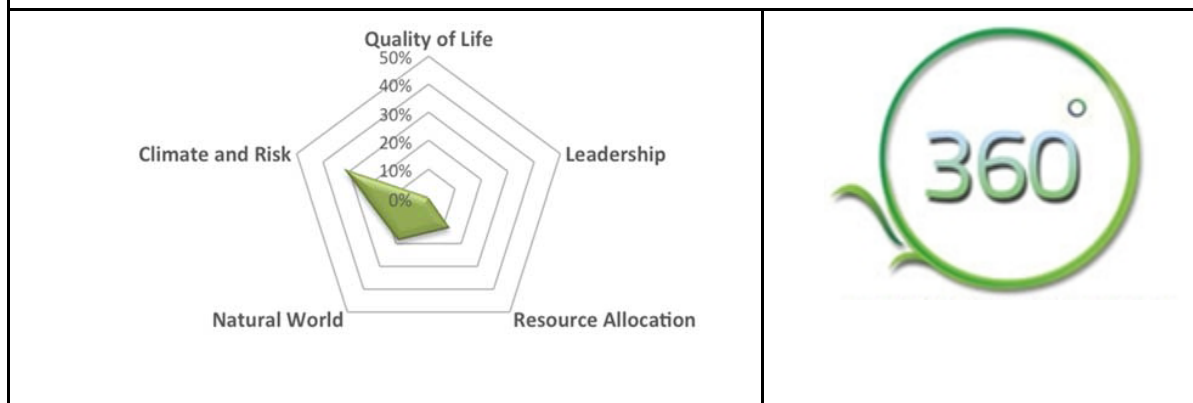 Quality of Life
50%
40%
30%
20%
10%
0%
Climate and Risk
Leadership
Natural World
Resource Allocation
360°